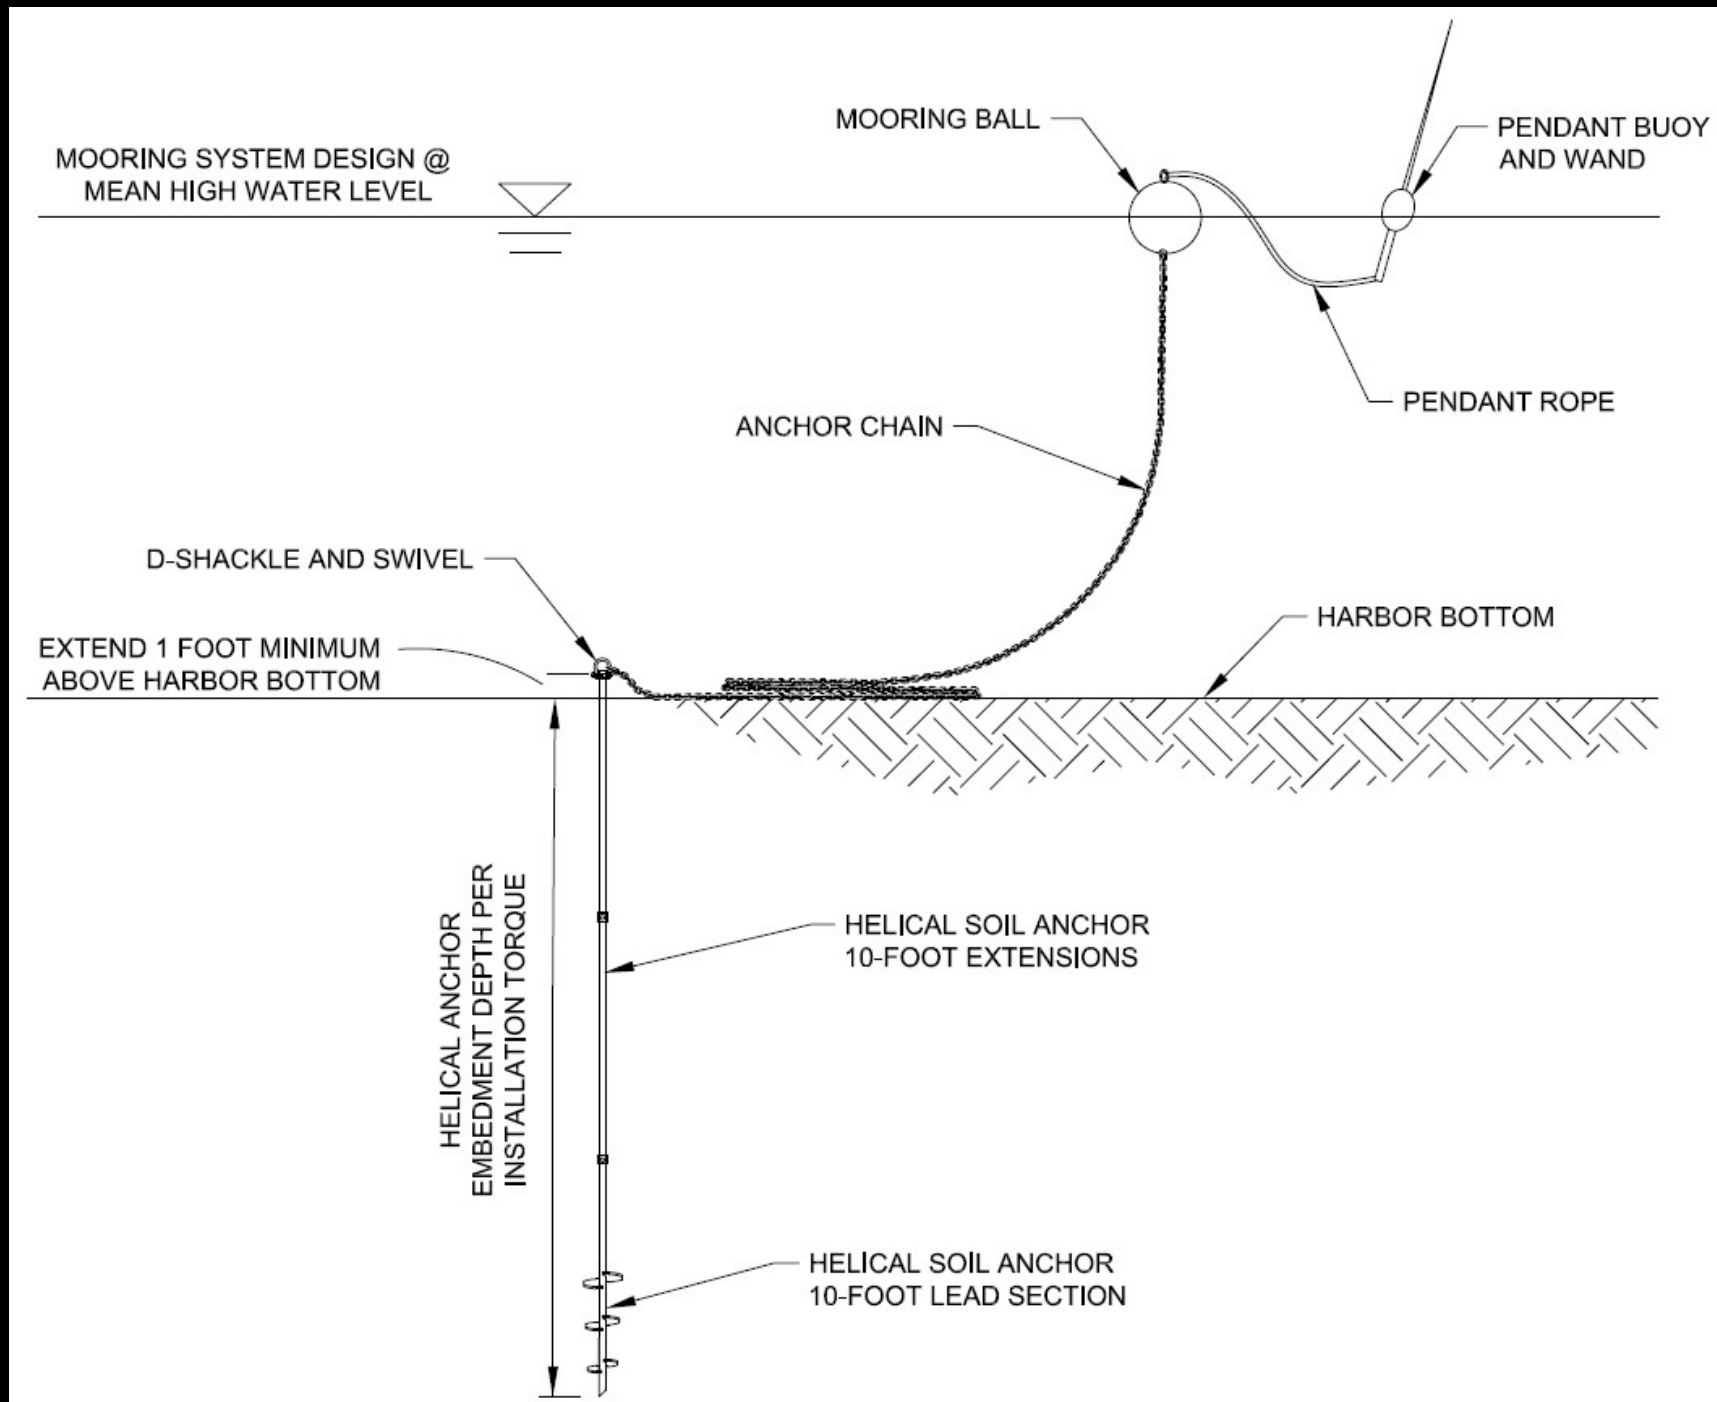 MOORING BALL
PENDANT BUOY
AND WAND
MOORING SYSTEM DESIGN @
MEAN HIGH WATER LEVEL
PENDANT ROPE
ANCHOR CHAIN
D-SHACKLE AND SWIVEL
HARBOR BOTTOM
EXTEND 1 FOOT MINIMUM
ABOVE HARBOR BOTTOM
HELICAL ANCHOR
EMBEDMENT DEPTH PER
INSTALLATION TORQUE
HELICAL SOIL ANCHOR
10-FOOT EXTENSIONS
HELICAL SOIL ANCHOR
10-FOOT LEAD SECTION